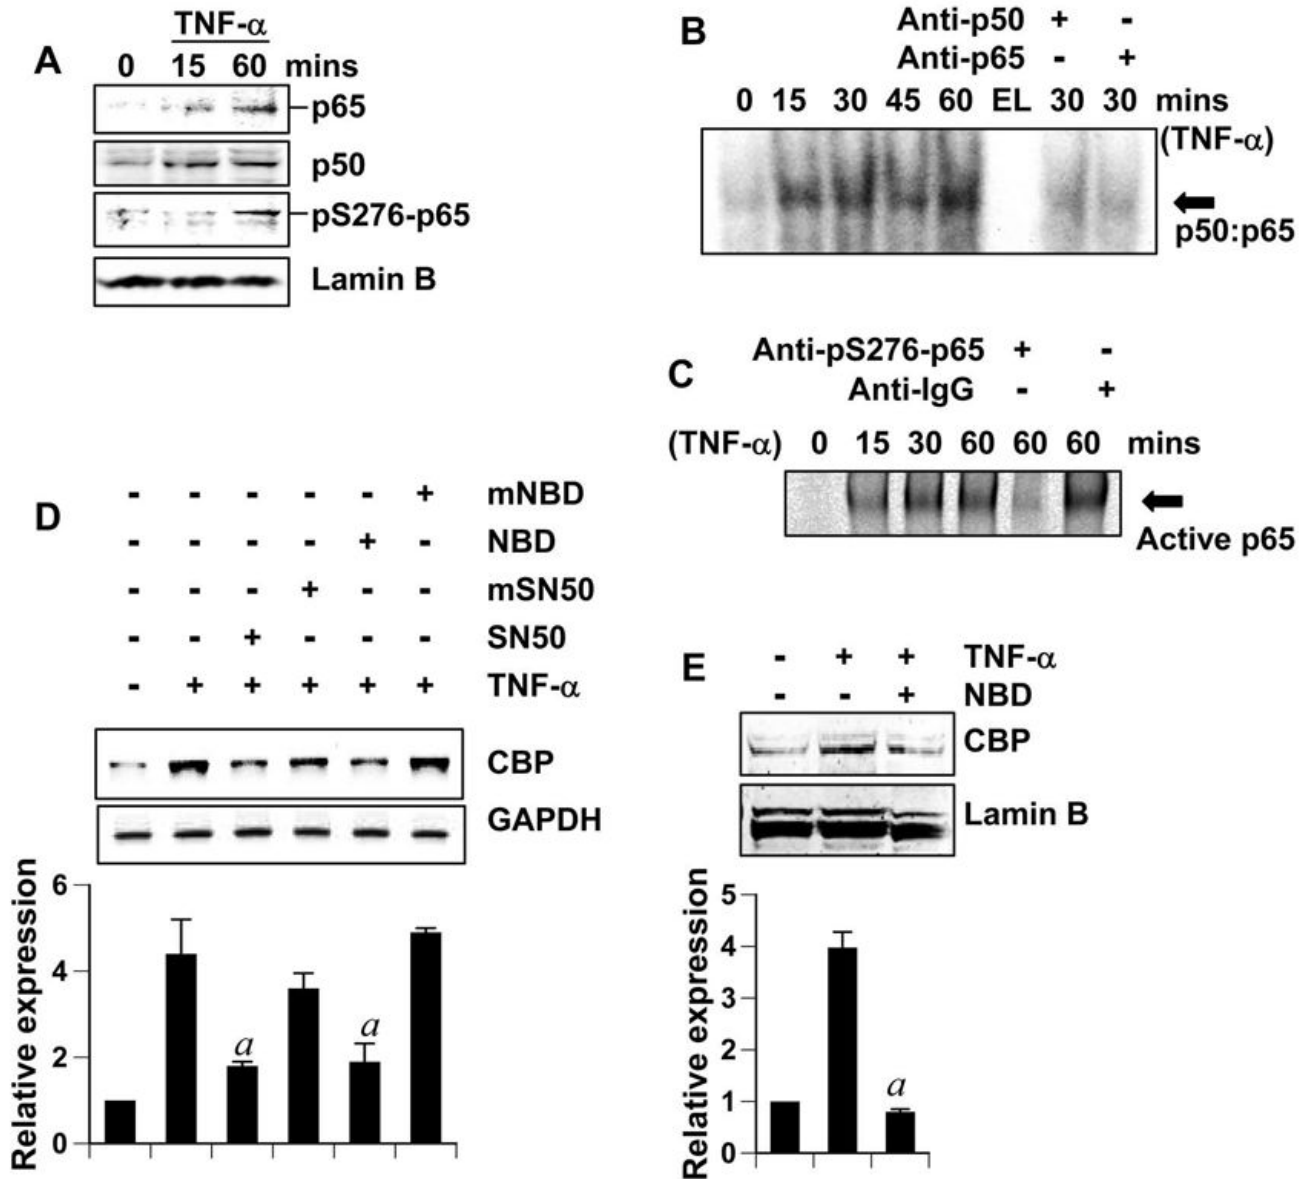 A
TNF-α
0 15 60 mins
p65
p50
pS276-p65
Lamin B
B
Anti-p50 + -
Anti-p65 - +
0 15 30 45 60 EL 30 30 mins
(TNF-α)
p50:p65
C
Anti-pS276-p65 + -
Anti-IgG - +
(TNF-α) 0 15 30 60 60 60 mins
Active p65
D
- - - - - + mNBD
- - - - + - NBD
- - - + - - mSN50
- - + - - - SN50
- + + + + + TNF-α
CBP
GAPDH
Relative expression
6
4
2
0
a
a
E
- + + TNF-α
- - + NBD
CBP
Lamin B
Relative expression
5
4
3
2
1
0
a